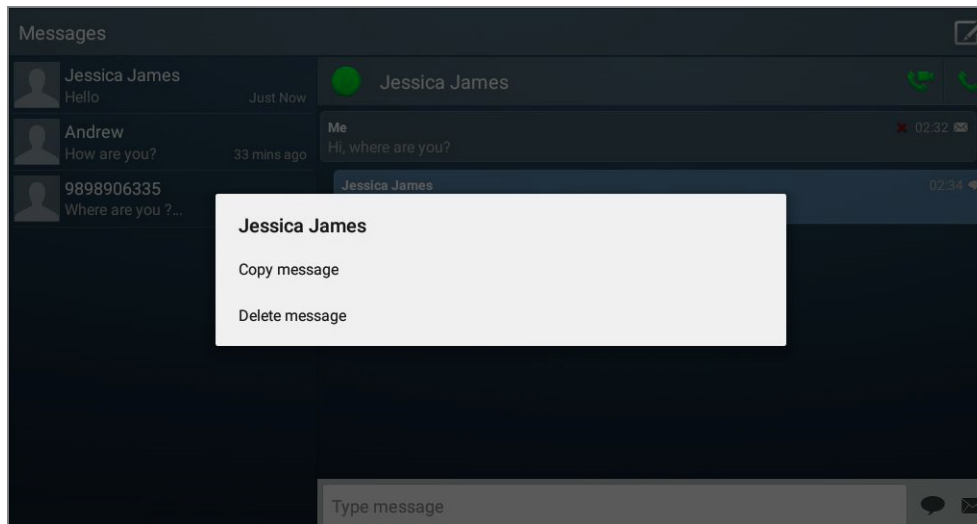 Messages
Jessica James
Hello
Just Now
Andrew
How are you?
33 mins ago
9898906335
Where are you ?...
Jessica James
Me
02:32
Hi, where are you?
Jessica James
02:34
Jessica James
Copy message
Delete message
Type message